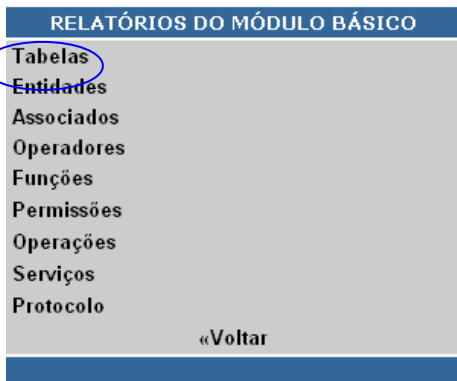 RELATÓRIOS DO MÓDULO BÁSICO
Tabelas
Entidades
Associados
Operadores
Funções
Permissões
Operações
Serviços
Protocolo
«Voltar